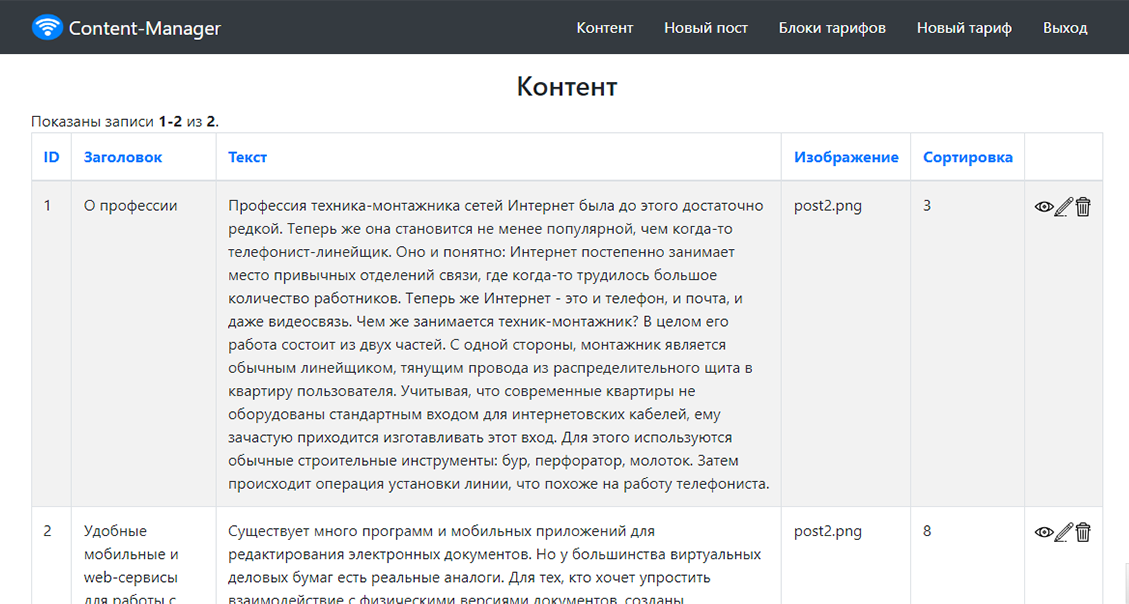 Content-Manager
Контент Новый пост Блоки тарифов Новый тариф Выход
Контент
Показаны записи 1-2 из 2.
ID Заголовок Текст Изображение Сортировка
1 О профессии Профессия техника-монтажника сетей Интернет была до этого достаточно post2.png 3
редкой. Теперь же она становится не менее популярной, чем когда-то
телефонист-линейщик. Оно и понятно: Интернет постепенно занимает
место привычных отделений связи, где когда-то трудилось большое
количество работников. Теперь же Интернет - это и телефон, и почта, и
даже видеосвязь. Чем же занимается техник-монтажник? В целом его
работа состоит из двух частей. С одной стороны, монтажник является
обычным линейщиком, тянущим провода из распределительного щита в
квартиру пользователя. Учитывая, что современные квартиры не
оборудованы стандартным входом для интернетовских кабелей, ему
зачастую приходится изготавливать этот вход. Для этого используются
обычные строительные инструменты: бур, перфоратор, молоток. Затем
происходит операция установки линии, что похоже на работу телефониста.
2 Удобные Существует много программ и мобильных приложений для post2.png 8
мобильные и редактирования электронных документов. Но у большинства виртуальных
web-сервисы деловых бумаг есть реальные аналоги. Для тех, кто хочет упростить
для работы с взаимодействие с физическими версиями документов, созданы